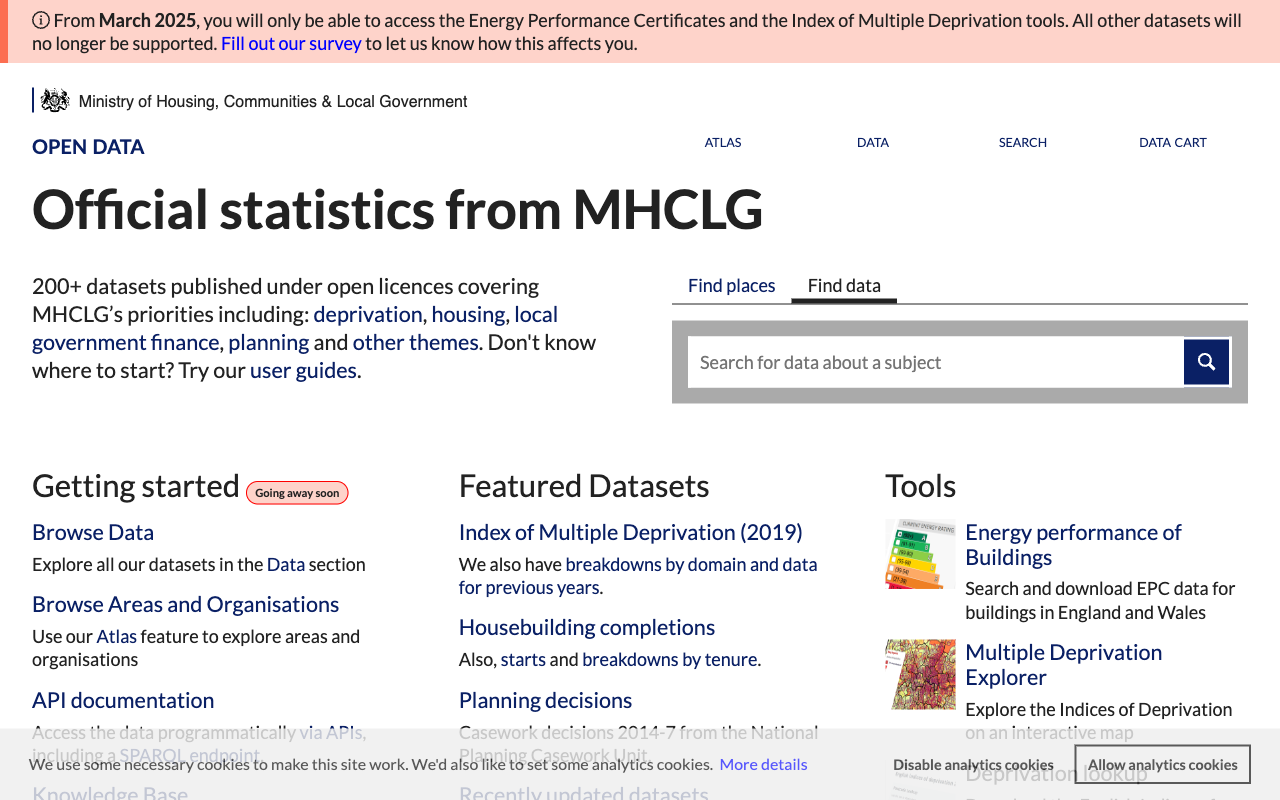 From March 2025, you will only be able to access the Energy Performance Certificates and the Index of Multiple Deprivation tools. All other datasets will
no longer be supported. Fill out our survey to let us know how this affects you.
Ministry of Housing, Communities & Local Government
OPEN DATA
ATLAS
DATA
SEARCH
DATA CART
Official statistics from MHCLG
200+ datasets published under open licences covering
MHCLG's priorities including: deprivation, housing, local
government finance, planning and other themes. Don't know
where to start? Try our user guides.
Find places
Find data
Search for data about a subject
Getting started Going away soon
Browse Data
Explore all our datasets in the Data section
Browse Areas and Organisations
Use our Atlas feature to explore areas and
organisations
API documentation
Access the data programmatically via APIs,
including a SPARQL endpoint.
Knowledge Base
Featured Datasets
Index of Multiple Deprivation (2019)
We also have breakdowns by domain and data
for previous years.
Housebuilding completions
Also, starts and breakdowns by tenure.
Planning decisions
Casework decisions 2014-7 from the National
Planning Casework Unit.
Recently updated datasets
Tools
Energy performance of
Buildings
Search and download EPC data for
buildings in England and Wales
Multiple Deprivation
Explorer
Explore the Indices of Deprivation
on an interactive map
Deprivation lookup
We use some necessary cookies to make this site work. We'd also like to set some analytics cookies. More details
Disable analytics cookies
Allow analytics cookies